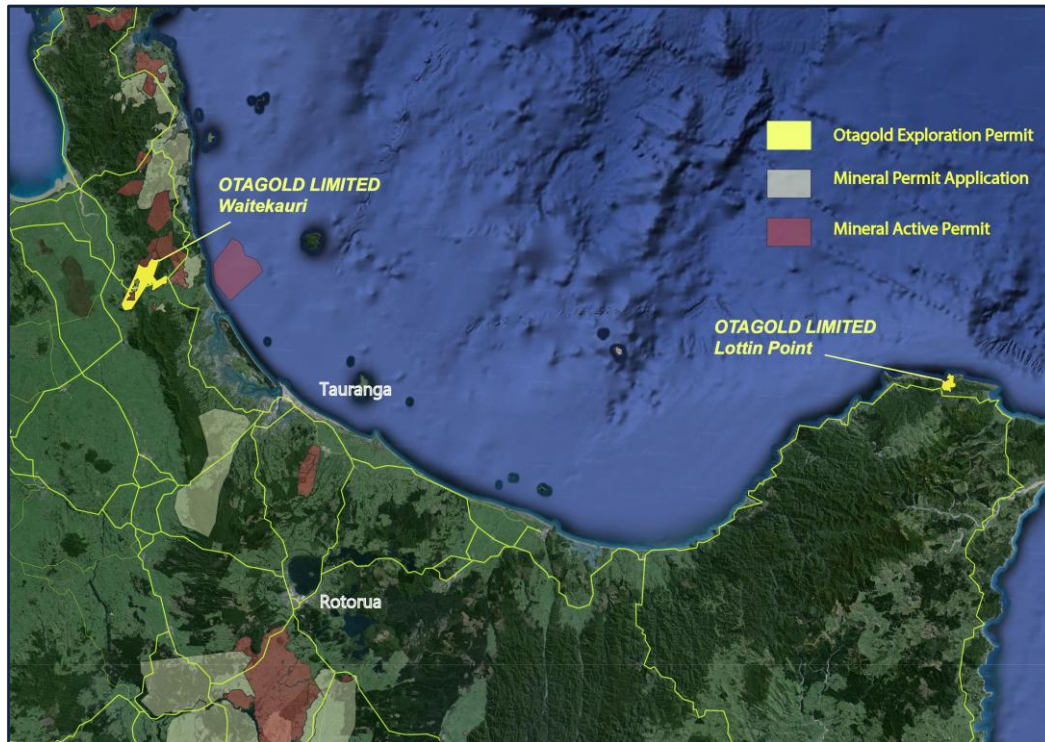 OTAGOLD LIMITED
Waitekauri
Otagold Exploration Permit
Mineral Permit Application
Mineral Active Permit
OTAGOLD LIMITED
Lottin Point
Tauranga
Rotorua